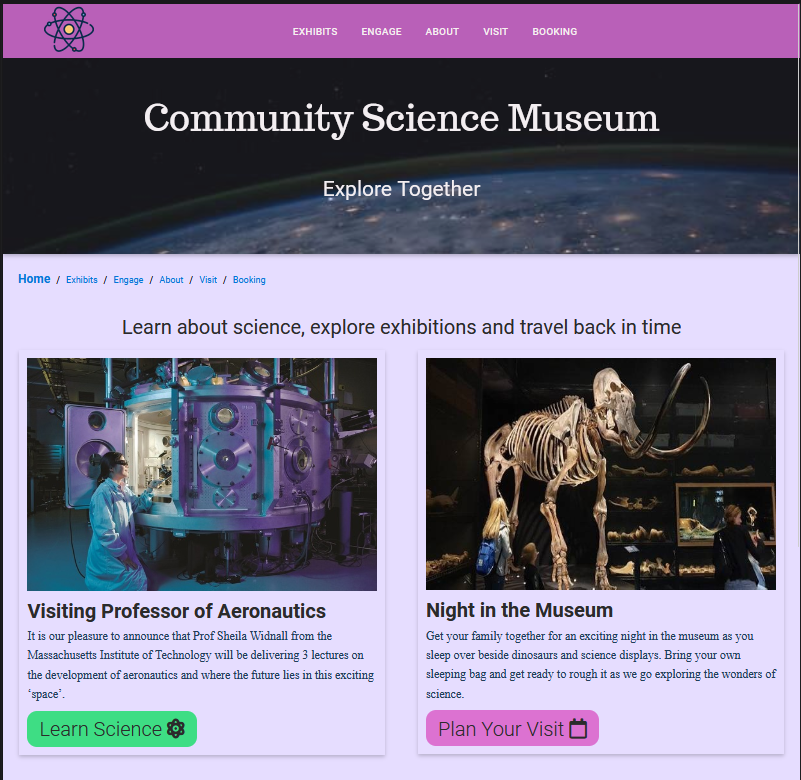 EXHIBITS ENGAGE ABOUT VISIT BOOKING
Community Science Museum
Explore Together
Home / Exhibits / Engage / About / Visit / Booking
Learn about science, explore exhibitions and travel back in time
Visiting Professor of Aeronautics
It is our pleasure to announce that Prof Sheila Widnall from the
Massachusetts Institute of Technology will be delivering 3 lectures on
the development of aeronautics and where the future lies in this exciting
‘space’.
Learn Science
Night in the Museum
Get your family together for an exciting night in the museum as you
sleep over beside dinosaurs and science displays. Bring your own
sleeping bag and get ready to rough it as we go exploring the wonders of
science.
Plan Your Visit